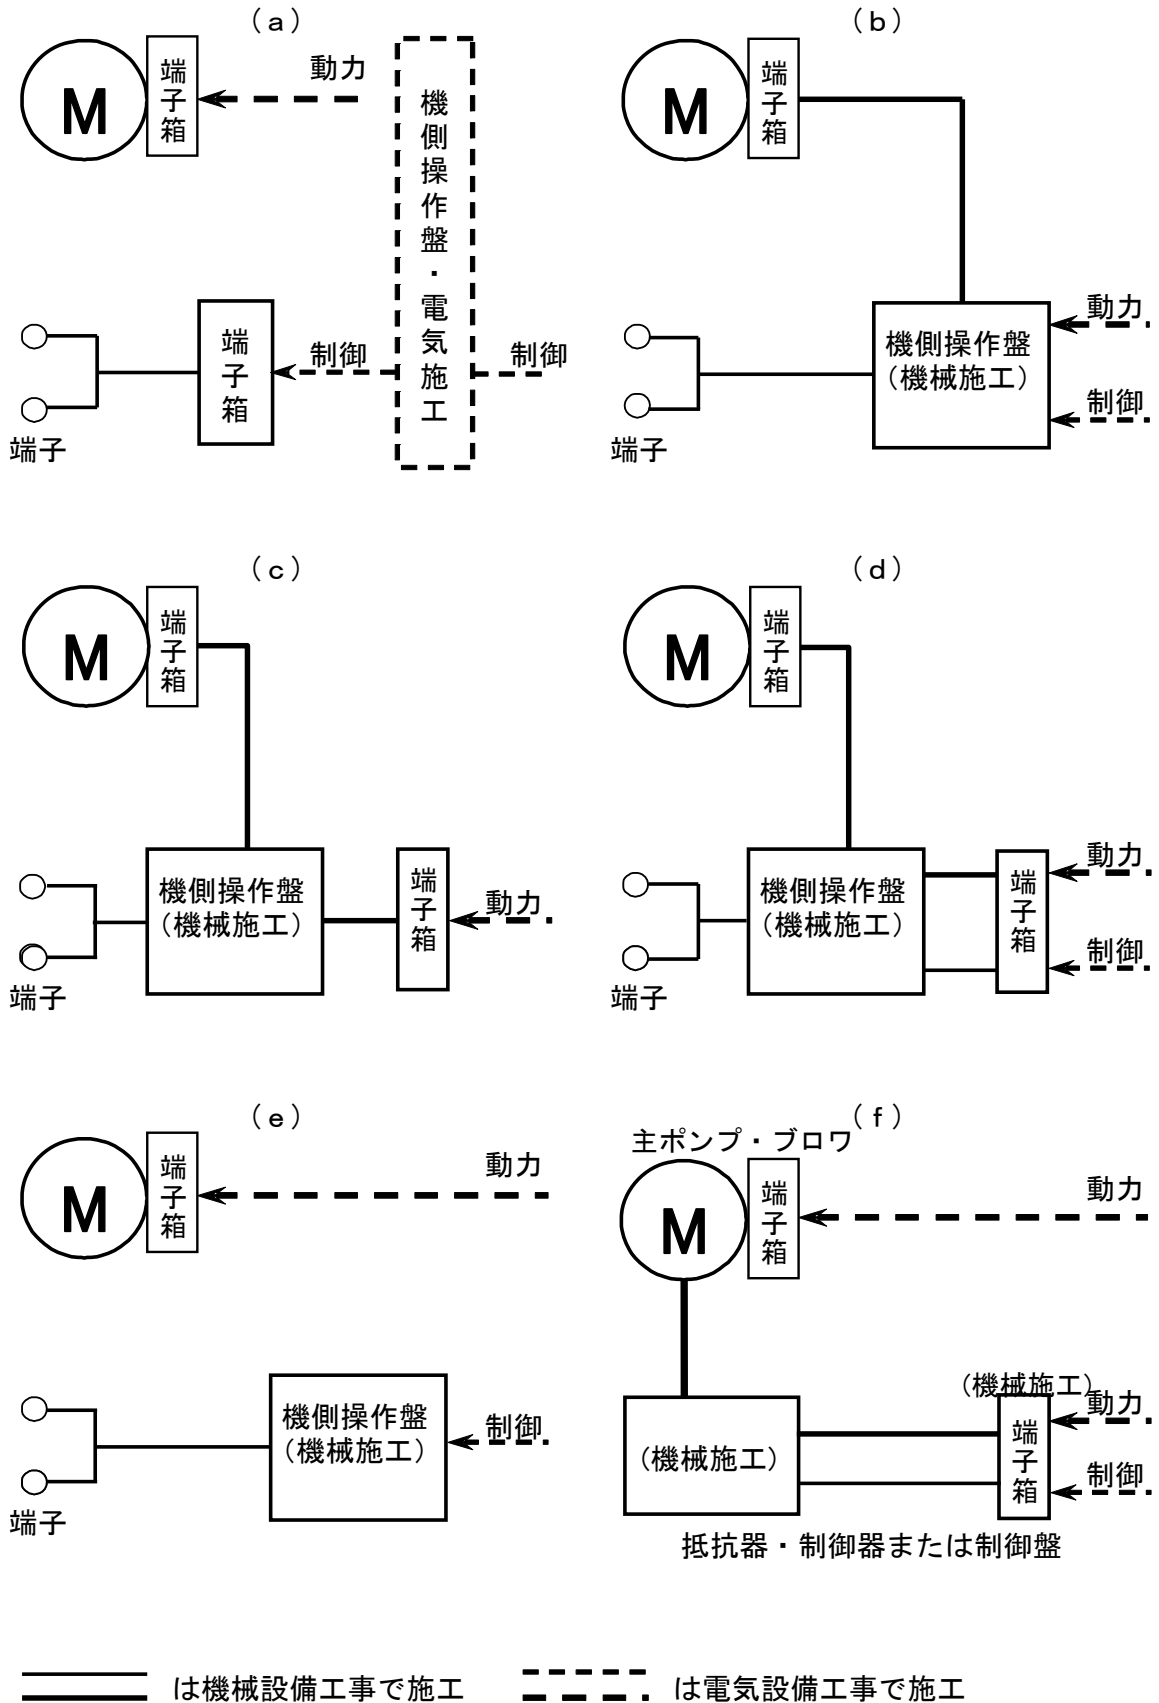 （a）
M
端子箱
動力
機側操作盤・電気施工
端子箱
制御
制御
端子
（b）
M
端子箱
機側操作盤
（機械施工）
動力
制御
端子
（c）
M
端子箱
機側操作盤
（機械施工）
端子箱
動力
端子
（d）
M
端子箱
機側操作盤
（機械施工）
端子箱
動力
制御
端子
（e）
M
端子箱
動力
機側操作盤
（機械施工）
制御
端子
（f）
主ポンプ・ブロワ
M
端子箱
動力
（機械施工）
（機械施工）
端子箱
動力
制御
抵抗器・制御器または制御盤
は機械設備工事で施工
は電気設備工事で施工